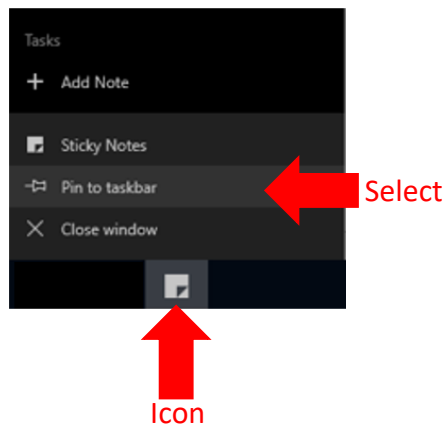 Tasks
Add Note
Sticky Notes
Pin to taskbar
Select
Close window
Icon